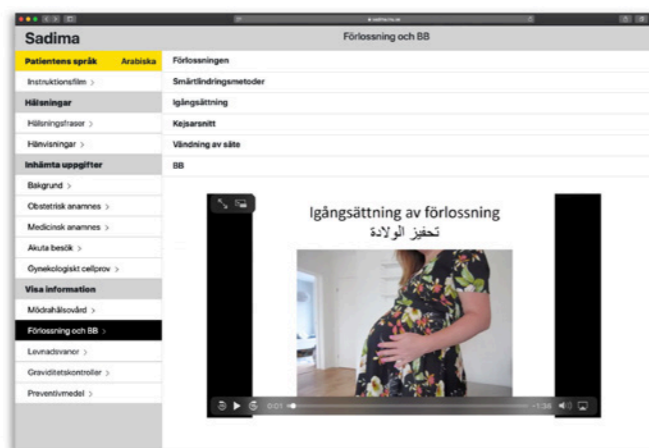 Sadima
Förlossning och BB
Patientens språk Arabiska
Instruktionsfilm >
Hälsningar
Hälsningsfraser >
Hänvisningar >
Inhämta uppgifter
Bakgrund >
Obstetrisk anamnes >
Medicinsk anamnes >
Akuta besök >
Gynekologiskt cellprov >
Visa information
Mödrahälsovård >
Förlossning och BB >
Levnadsvanor >
Graviditetskontroller >
Preventivmedel >
Förlossningen
Smärtlindringsmetoder
Igångsättning
Kejsarsnitt
Vändning av säte
BB
Igångsättning av förlossning
تحفيز الولادة
0:01
-1:38